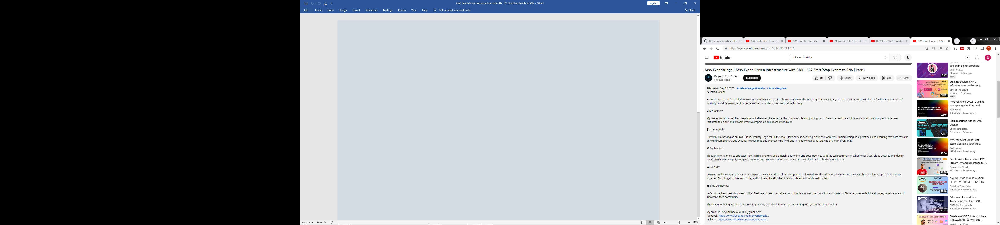 AWS Event-Driven Infrastructure with CDK EC2 StartStop Events to SNS - Word
Sign in
File Home Insert Design Layout References Mailings Review View Help Tell me what you want to do
Share
Page 1 of 1 0 words
190%
Repository search results
AWS CDK share resources
AWS Events - YouTube
All you need to Know ab
Be A Better Dev - YouTub
AWS EventBridge | AWS
https://www.youtube.com/watch?v=NkLOTEM-YtA
YouTube
cdk eventbridge
S
T
AWS EventBridge | AWS Event-Driven Infrastructure with CDK | EC2 Start/Stop Events to SNS | Part 1
Beyond The Cloud
631 subscribers
Subscribe
10
Share
Download
Clip
Save
102 views Sep 17, 2023 #systemdesign #terraform #cloudengineer
Introduction:
Hello, I'm Amit, and I'm thrilled to welcome you to my world of technology and cloud computing! With over 12+ years of experience in the industry, I've had the privilege of
working on a diverse range of projects, with a particular focus on cloud technology.
My Journey:
My professional journey has been a remarkable one, characterized by continuous learning and growth. I've witnessed the evolution of cloud computing and have been
fortunate to be part of its transformative impact on businesses worldwide.
Current Role:
Currently, I'm serving as an AWS Cloud Security Engineer. In this role, I take pride in securing cloud environments, implementing best practices, and ensuring that data remains
safe and compliant. Cloud security is a dynamic and ever-evolving field, and I'm passionate about staying at the forefront of it.
My Mission:
Through my experiences and expertise, I aim to share valuable insights, tutorials, and best practices with the tech community. Whether it's AWS, cloud security, or industry
trends, I'm here to simplify complex concepts and empower others to succeed in their cloud and technology endeavors.
Join Me:
Join me on this exciting journey as we explore the vast world of cloud computing, tackle real-world challenges, and navigate the ever-changing landscape of technology
together. Don't forget to like, subscribe, and hit the notification bell to stay updated with my latest content!
Stay Connected:
Let's connect and learn from each other. Feel free to reach out, share your thoughts, or ask questions in the comments. Together, we can build a stronger, more secure, and
innovative tech community.
Thank you for being a part of this amazing journey, and I look forward to connecting with you in the digital realm!
My email id : beyondthecloud2022@gmail.com
facebook: https://www.facebook.com/beyondtheclo...
Linkedin: https://www.linkedin.com/company/beyo...
0:47
design in digital products
UX By Mahsa
19 views • 6 hours ago
New
29:52
Building Scalable AWS
Infrastructures with CDK |...
Beyond The Cloud
53 views • 1 day ago
New
50:49
AWS re:Invent 2022 - Building
next-gen applications with...
AWS Events
85K views • 9 months ago
GitHub
Actions
Docker
27:07
GitHub actions tutorial with
Docker
Concise Developer
237 views • 7 days ago
48:04
AWS re:Invent 2022 - Get
started building your first...
AWS Events
14K views • 9 months ago
31:20
Event driven Architecture AWS |
Stream DynamoDB data to S3 |...
Beyond The Cloud
427 views • 5 months ago
aws
DAY-16
CLOUD WATCH
DEEP DIVE
DEMO
57:18
Day-16 | AWS CLOUD WATCH
DEEP DIVE | DEMO - LIVE EC2...
Abhishek Veeramalla
14K views • 2 months ago
goto;
43:37
Advanced Event-driven
Architectures at the LEGO...
GOTO Conferences
60K views • 5 months ago
Create AWS VPC Infrastructure
with AWS CDK & PYTHON |...